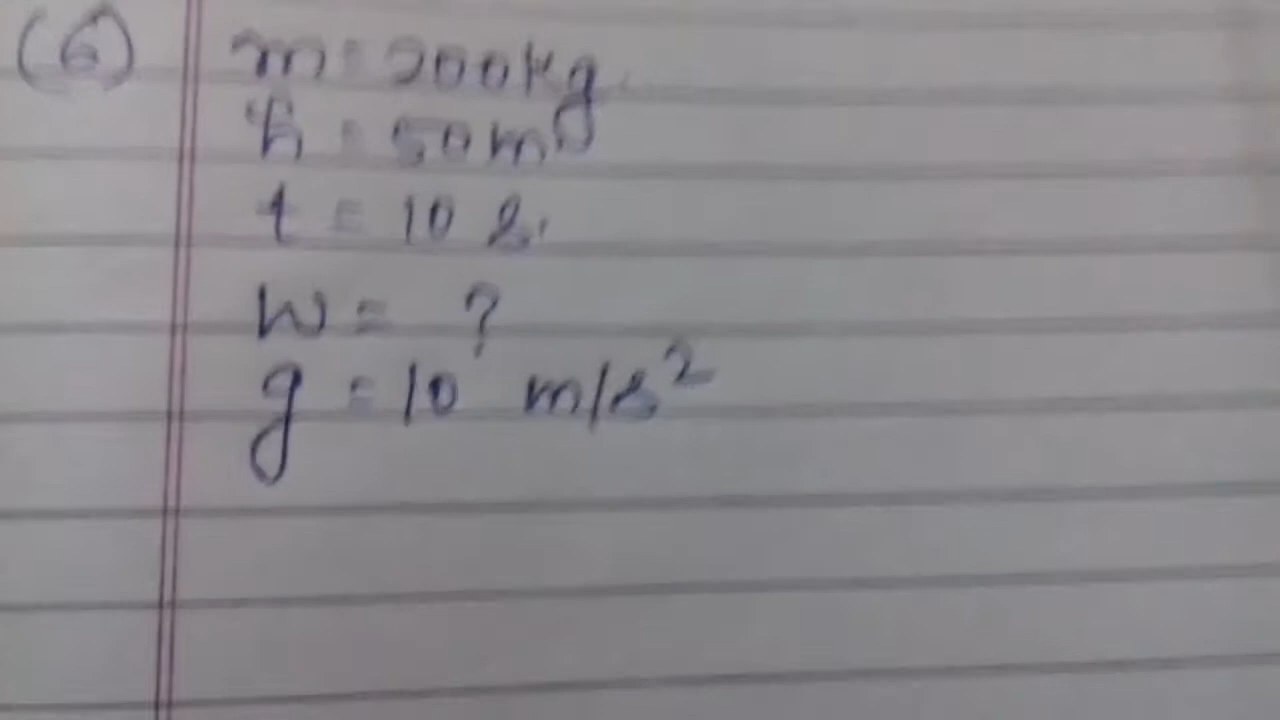 (6) m = 200kg.
h = 50m
t = 10 s.
W = ?
g = 10 m/s²